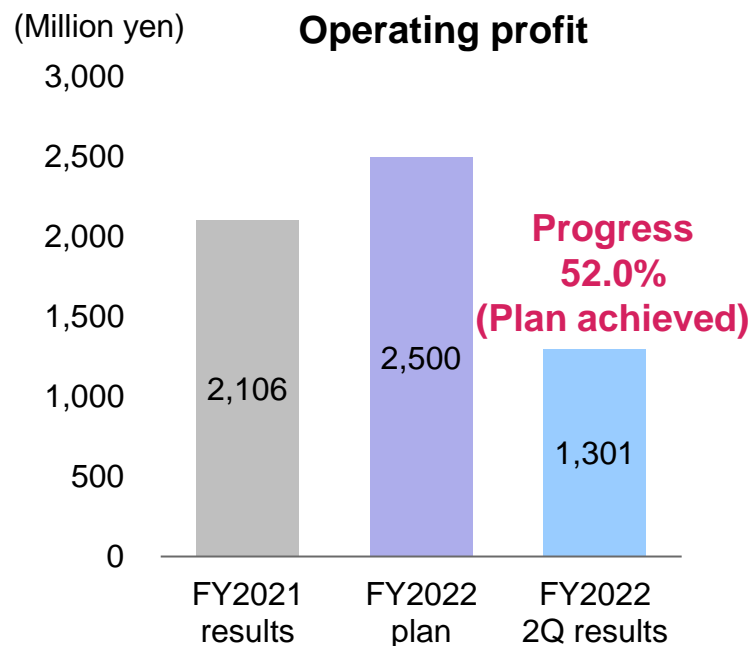 (Million yen)
Operating profit
3,000
2,500
2,000
1,500
1,000
500
0
Progress
52.0%
(Plan achieved)
2,106
2,500
1,301
FY2021
results
FY2022
plan
FY2022
2Q results